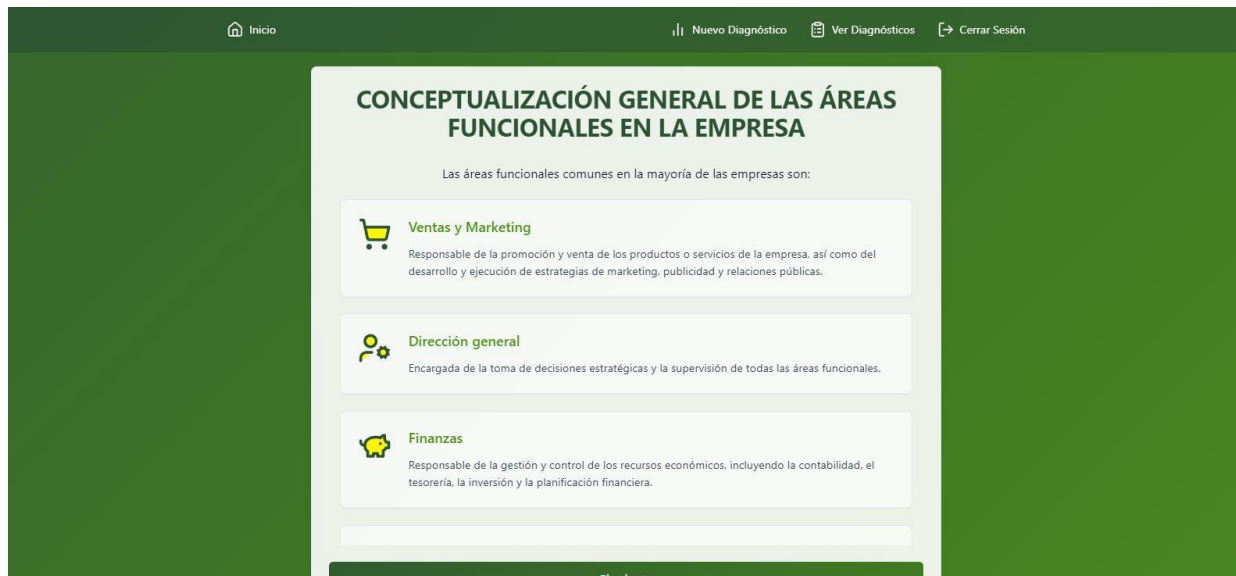 Inicio
Nuevo Diagnóstico
Ver Diagnósticos
Cerrar Sesión
CONCEPTUALIZACIÓN GENERAL DE LAS ÁREAS
FUNCIONALES EN LA EMPRESA
Las áreas funcionales comunes en la mayoría de las empresas son:
Ventas y Marketing
Responsable de la promoción y venta de los productos o servicios de la empresa, así como del
desarrollo y ejecución de estrategias de marketing, publicidad y relaciones públicas.
Dirección general
Encargada de la toma de decisiones estratégicas y la supervisión de todas las áreas funcionales.
Finanzas
Responsable de la gestión y control de los recursos económicos, incluyendo la contabilidad, el
tesorería, la inversión y la planificación financiera.